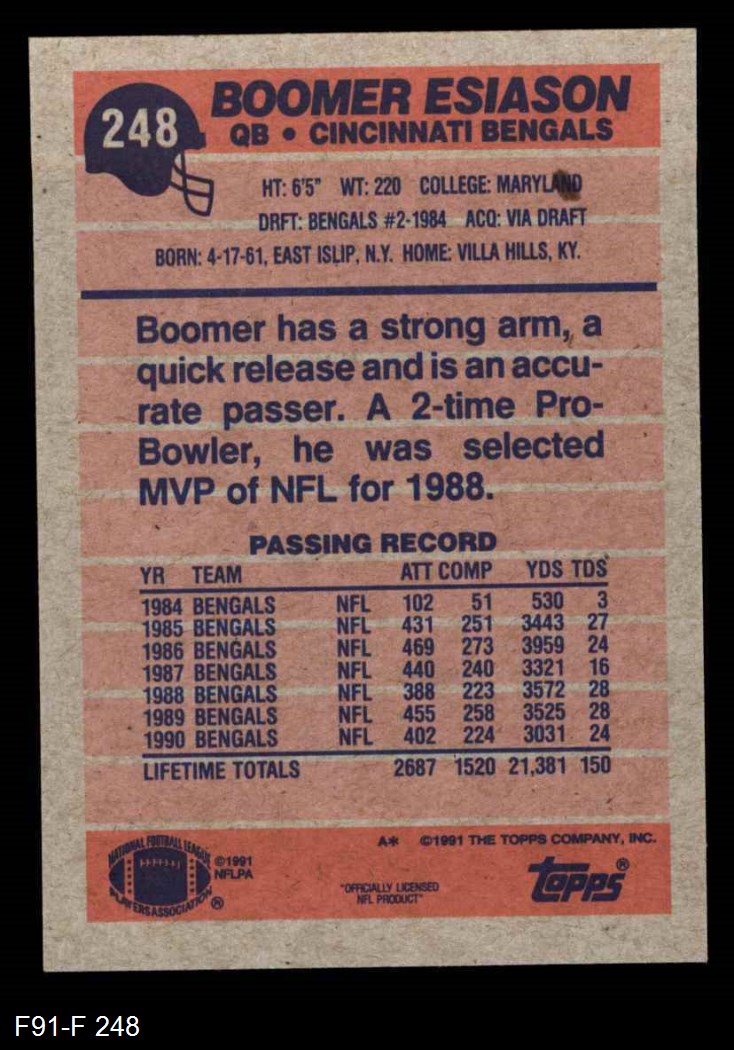 248
BOOMER ESIASON
QB • CINCINNATI BENGALS
HT: 6'5" WT: 220 COLLEGE: MARYLAND
DRFT: BENGALS #2-1984 ACQ: VIA DRAFT
BORN: 4-17-61, EAST ISLIP, N.Y. HOME: VILLA HILLS, KY.
Boomer has a strong arm, a
quick release and is an accu-
rate passer. A 2-time Pro-
Bowler, he was selected
MVP of NFL for 1988.
PASSING RECORD
YR TEAM ATT COMP YDS TDS
1984 BENGALS NFL 102 51 530 3
1985 BENGALS NFL 431 251 3443 27
1986 BENGALS NFL 469 273 3959 24
1987 BENGALS NFL 440 240 3321 16
1988 BENGALS NFL 388 223 3572 28
1989 BENGALS NFL 455 258 3525 28
1990 BENGALS NFL 402 224 3031 24
LIFETIME TOTALS 2687 1520 21,381 150
A* ©1991 THE TOPPS COMPANY, INC.
NATIONAL FOOTBALL LEAGUE
PLAYERS ASSOCIATION ®
©1991
NFLPA
"OFFICIALLY LICENSED
NFL PRODUCT"
topps®
F91-F 248